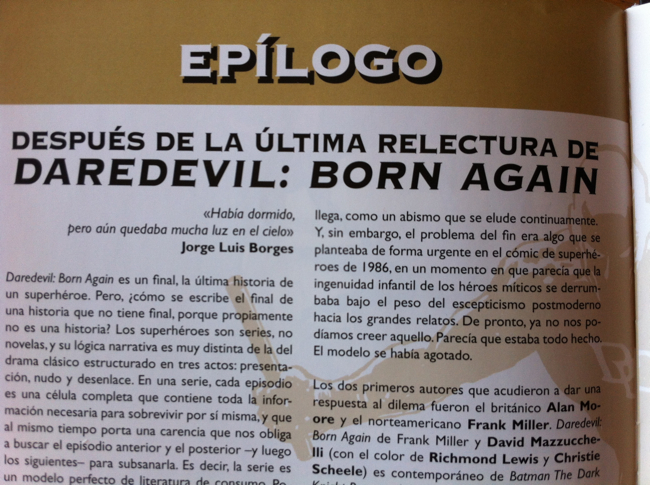 EPÍLOGO
DESPUÉS DE LA ÚLTIMA RELECTURA DE
DAREDEVIL: BORN AGAIN
«Había dormido,
pero aún quedaba mucha luz en el cielo»
Jorge Luis Borges
Daredevil: Born Again es un final, la última historia de
un superhéroe. Pero, ¿cómo se escribe el final de
una historia que no tiene final, porque propiamente
no es una historia? Los superhéroes son series, no
novelas, y su lógica narrativa es muy distinta de la del
drama clásico estructurado en tres actos: presenta-
ción, nudo y desenlace. En una serie, cada episodio
es una célula completa que contiene toda la infor-
mación necesaria para sobrevivir por sí misma, y que
al mismo tiempo porta una carencia que nos obliga
a buscar el episodio anterior y el posterior –y luego
los siguientes– para subsanarla. Es decir, la serie es
un modelo perfecto de literatura de consumo.
llega, como un abismo que se elude continuamente.
Y, sin embargo, el problema del fin era algo que se
planteaba de forma urgente en el cómic de superhé-
roes de 1986, en un momento en que parecía que la
ingenuidad infantil de los héroes míticos se derrum-
baba bajo el peso del escepticismo postmoderno
hacia los grandes relatos. De pronto, ya no nos po-
díamos creer aquello. Parecía que estaba todo hecho.
El modelo se había agotado.
Los dos primeros autores que acudieron a dar una
respuesta al dilema fueron el británico Alan Mo-
ore y el norteamericano Frank Miller. Daredevil:
Born Again de Frank Miller y David Mazzucche-
lli (con el color de Richmond Lewis y Christie
Scheele) es contemporáneo de Batman The Dark